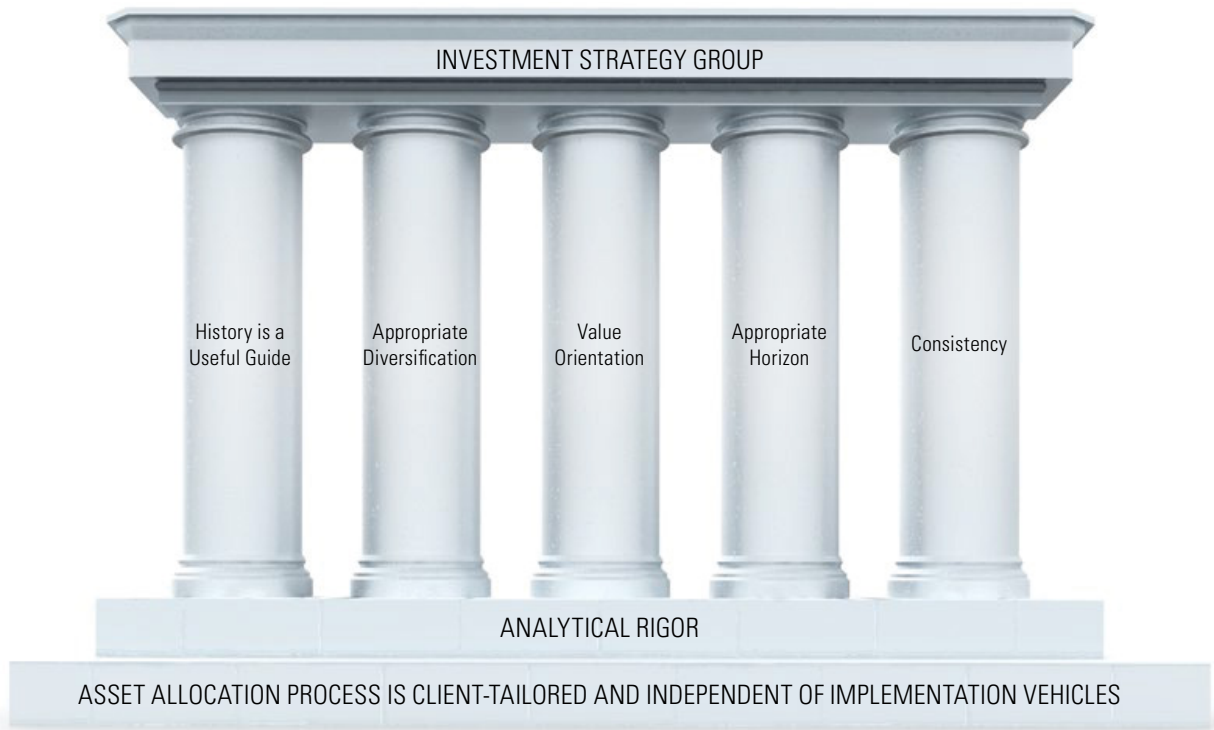 INVESTMENT STRATEGY GROUP
History is a
Useful Guide
Appropriate
Diversification
Value
Orientation
Appropriate
Horizon
Consistency
ANALYTICAL RIGOR
ASSET ALLOCATION PROCESS IS CLIENT-TAILORED AND INDEPENDENT OF IMPLEMENTATION VEHICLES